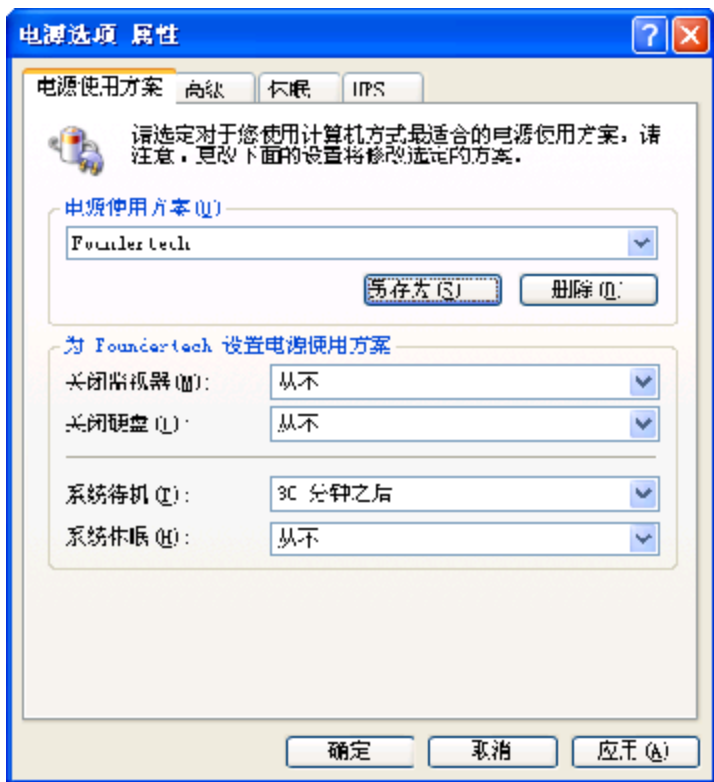 电源选项 属性
电源使用方案 高级 休眠 UPS
请选定对于您使用计算机方式最适合的电源使用方案，请
注意，更改下面的设置将修改选定的方案。
电源使用方案(U)
Foundertech
另存为(S) 删除(D)
为 Foundertech 设置电源使用方案
关闭监视器(M): 从不
关闭硬盘(I): 从不
系统待机(T): 30 分钟之后
系统休眠(H): 从不
确定 取消 应用(A)